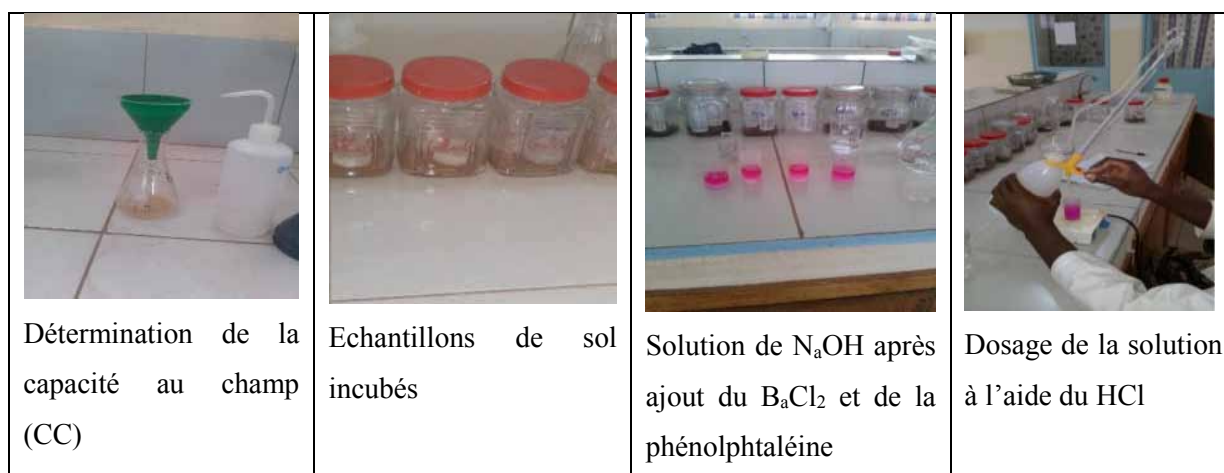 Détermination de la
capacité au champ
(CC)
Echantillons de sol
incubés
Solution de NₐOH après
ajout du BₐCl₂ et de la
phénolphtaléine
Dosage de la solution
à l'aide du HCl